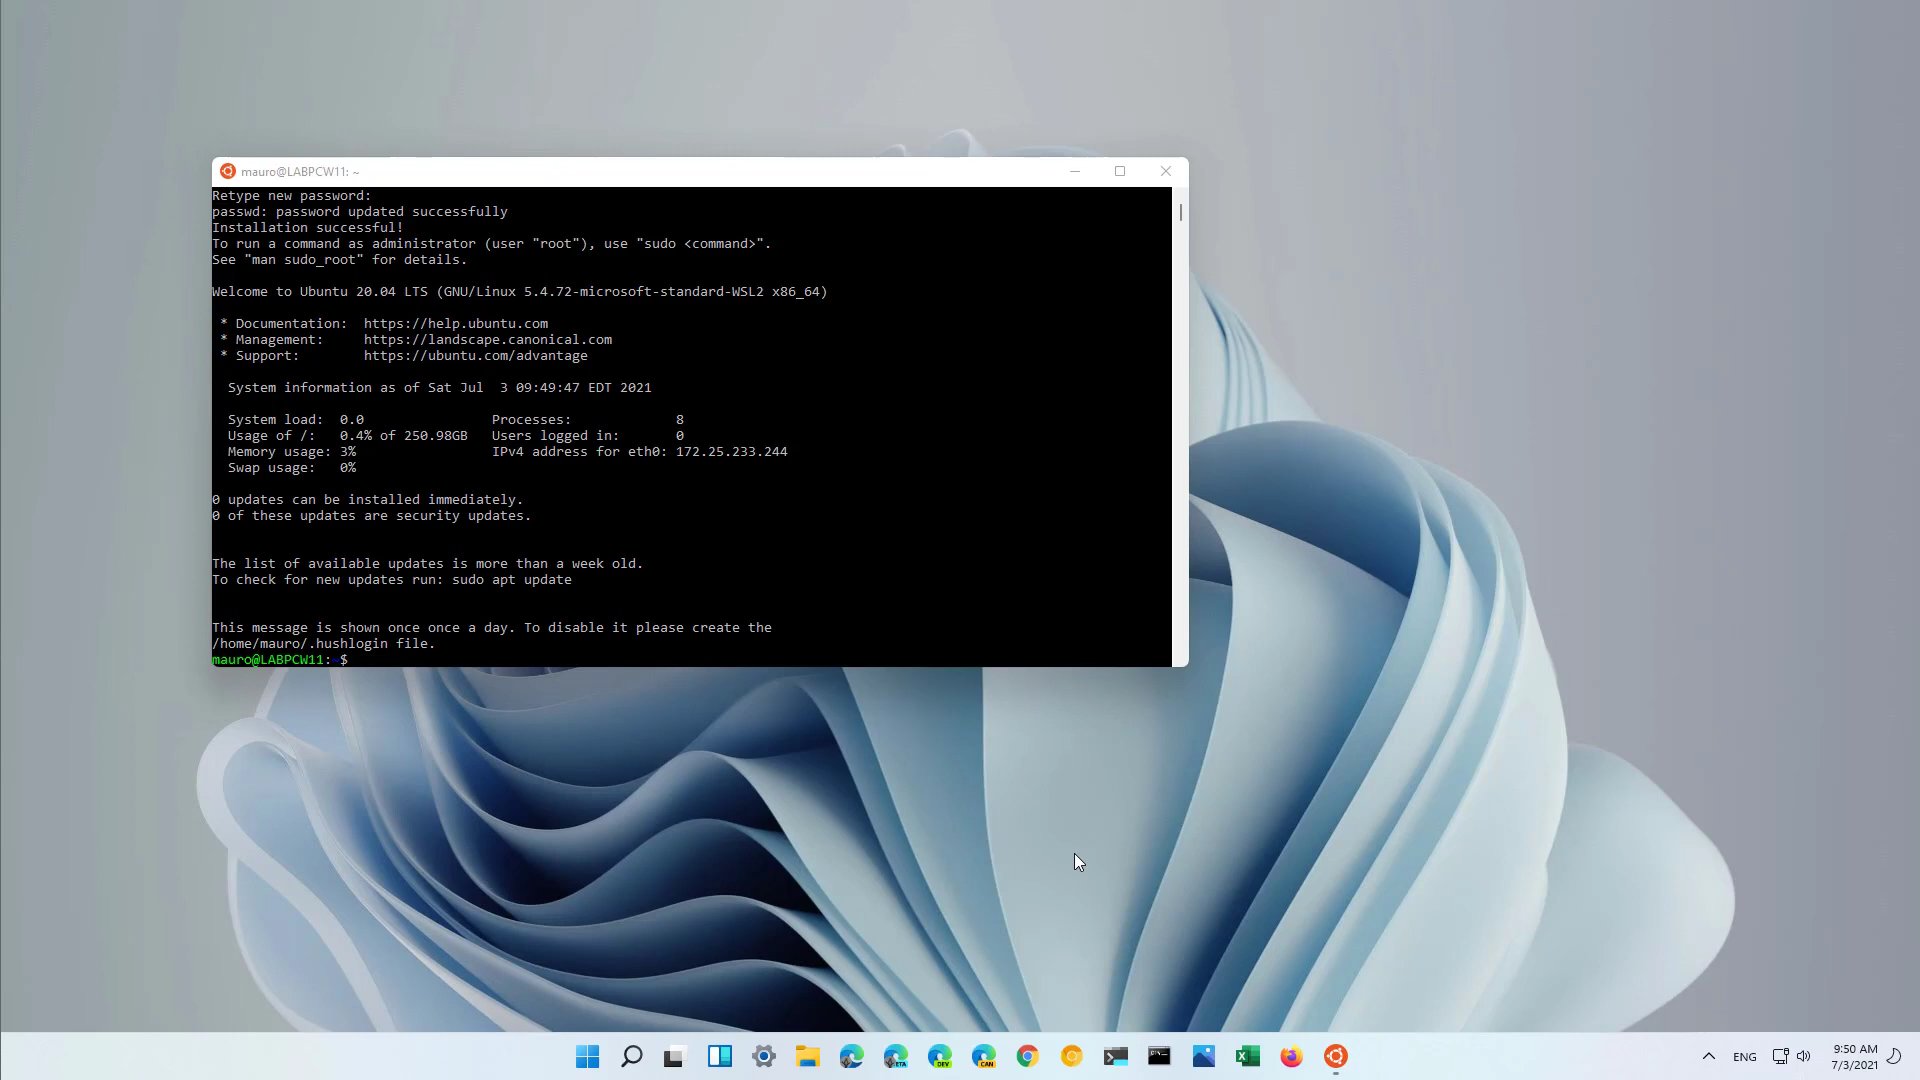 mauro@LABPCW11: ~
Retype new password:
passwd: password updated successfully
Installation successful!
To run a command as administrator (user "root"), use "sudo <command>".
See "man sudo_root" for details.
Welcome to Ubuntu 20.04 LTS (GNU/Linux 5.4.72-microsoft-standard-WSL2 x86_64)
* Documentation:  https://help.ubuntu.com
* Management:     https://landscape.canonical.com
* Support:        https://ubuntu.com/advantage
System information as of Sat Jul  3 09:49:47 EDT 2021
System load:  0.0                Processes:             8
Usage of /:   0.4% of 250.98GB   Users logged in:       0
Memory usage: 3%                 IPv4 address for eth0: 172.25.233.244
Swap usage:   0%
0 updates can be installed immediately.
0 of these updates are security updates.
The list of available updates is more than a week old.
To check for new updates run: sudo apt update
This message is shown once once a day. To disable it please create the
/home/mauro/.hushlogin file.
mauro@LABPCW11:~$
BETA
DEV
CAN
ENG
9:50 AM
7/3/2021